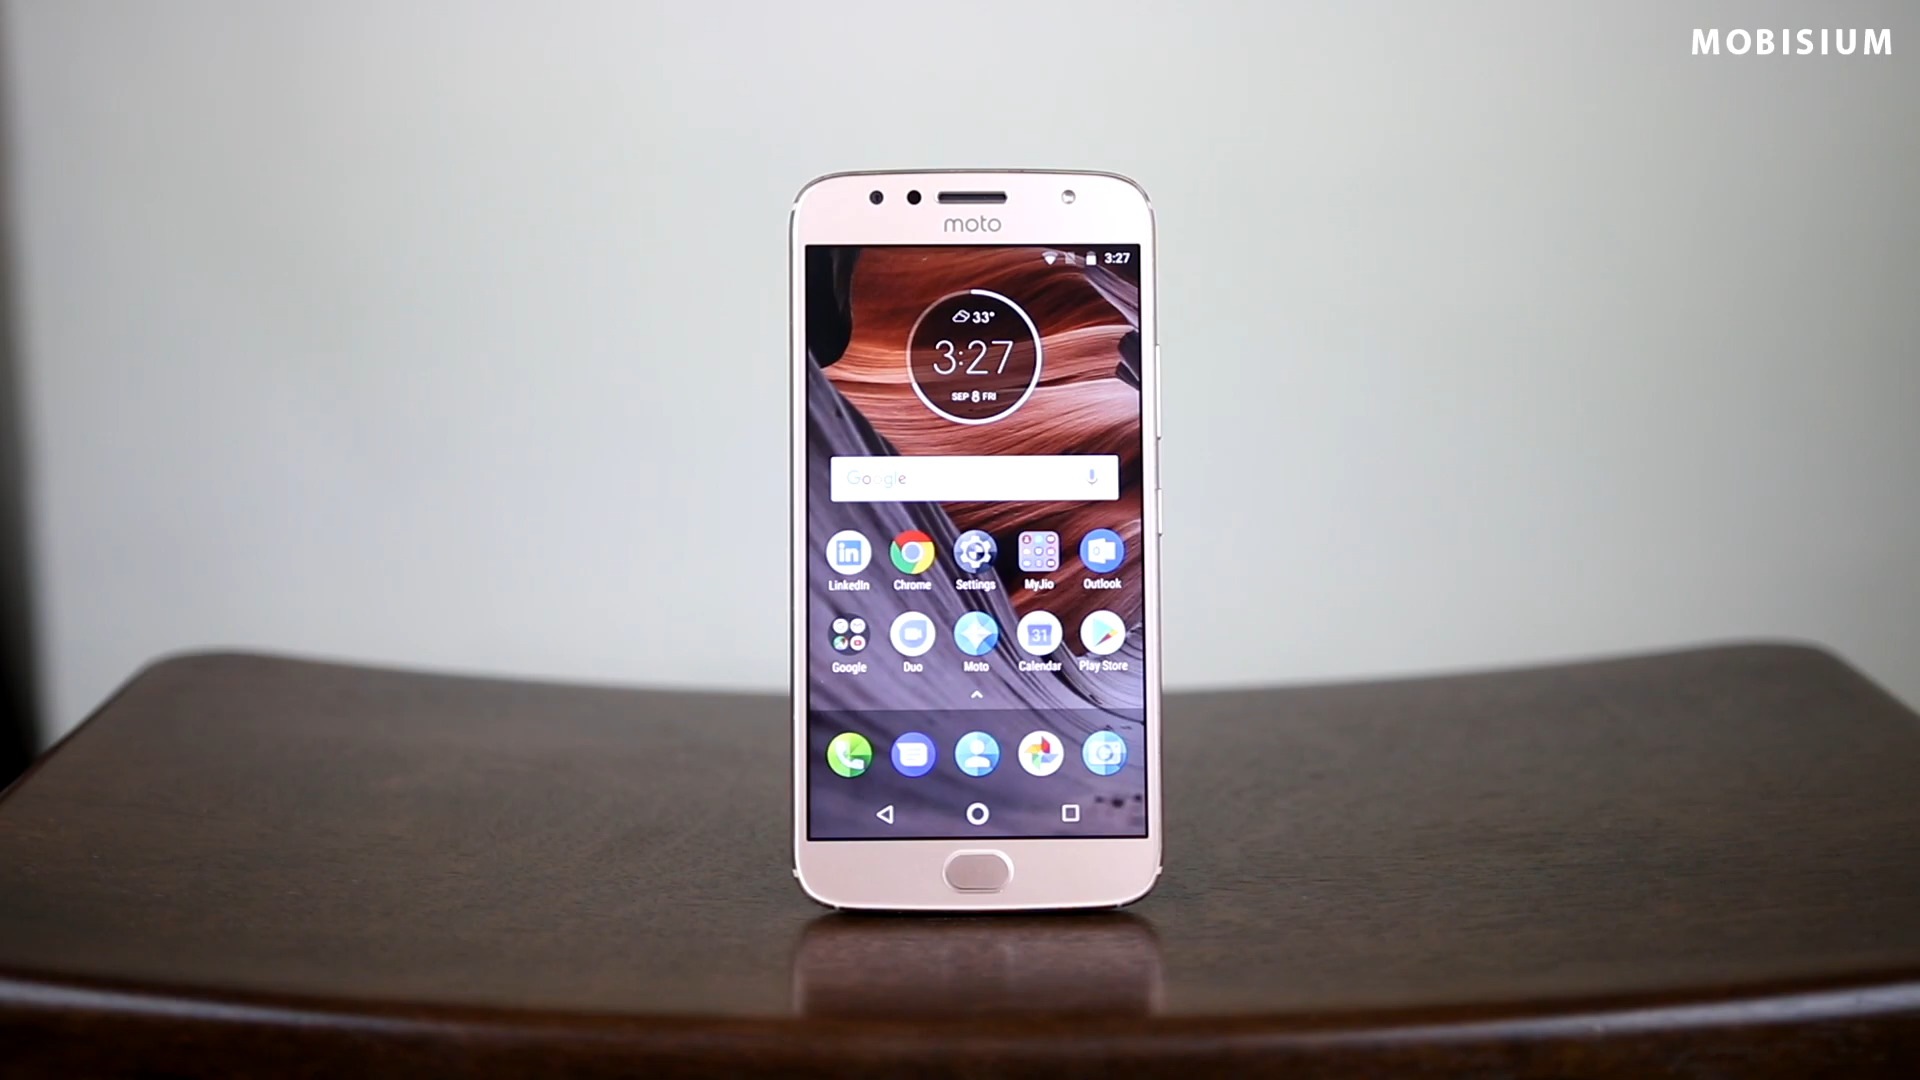 MOBISIUM
moto
3:27
33°
3:27
SEP 8 FRI
Google
LinkedIn Chrome Settings MyJio Outlook
31
Google Duo Moto Calendar Play Store